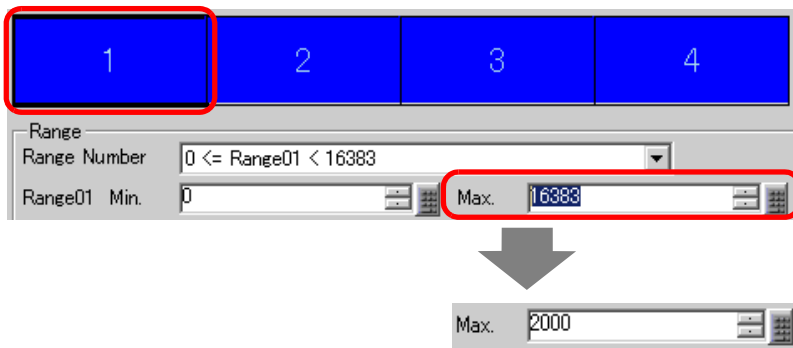 1 2 3 4
Range
Range Number 0 <= Range01 < 16383
Range01 Min. 0 Max. 16383
Max. 2000